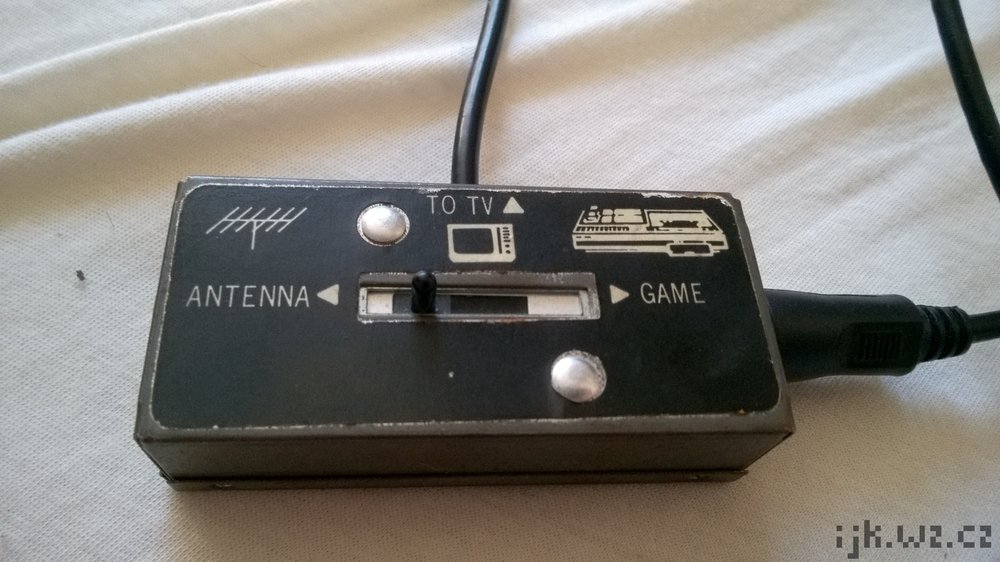 TO TV
ANTENNA
GAME
ijk.wz.cz